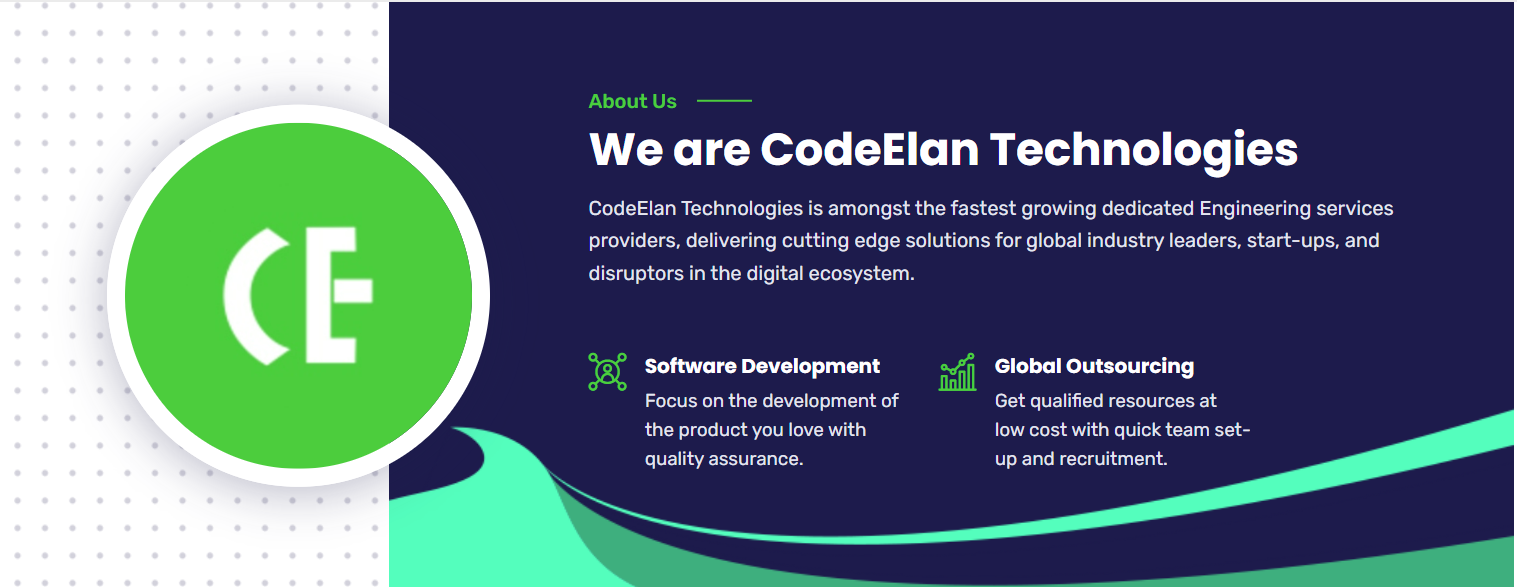 CE
About Us
We are CodeElan Technologies
CodeElan Technologies is amongst the fastest growing dedicated Engineering services
providers, delivering cutting edge solutions for global industry leaders, start-ups, and
disruptors in the digital ecosystem.
Software Development
Focus on the development of
the product you love with
quality assurance.
Global Outsourcing
Get qualified resources at
low cost with quick team set-
up and recruitment.